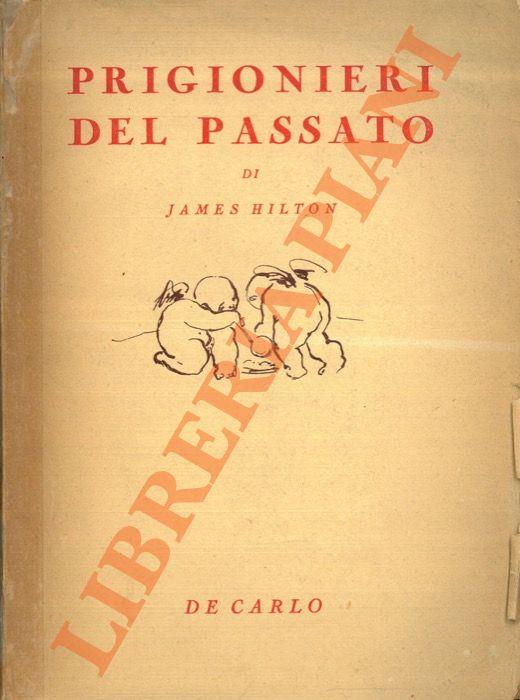 PRIGIONIERI
DEL PASSATO
DI
JAMES HILTON
DE CARLO
LIBRERIA PIANI